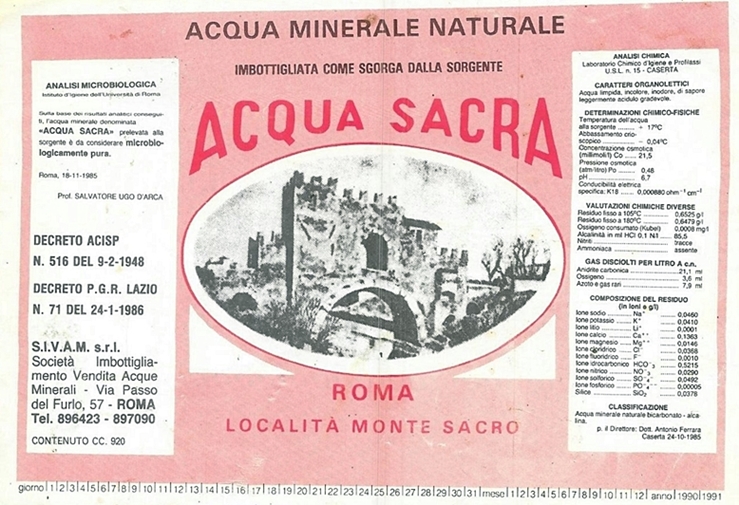 ACQUA MINERALE NATURALE
IMBOTTIGLIATA COME SGORGA DALLA SORGENTE
ACQUA SACRA
ROMA
LOCALITÀ MONTE SACRO
ANALISI MICROBIOLOGICA
Istituto d'Igiene dell'Università di Roma
Sulla base dei risultati analitici consegui-
ti, l'acqua minerale denominata
«ACQUA SACRA» prelevata alla
sorgente è da considerare microbio-
logicamente pura.
Roma, 18-11-1985
Prof. SALVATORE UGO D'ARCA
DECRETO ACISP
N. 516 DEL 9-2-1948
DECRETO P.G.R. LAZIO
N. 71 DEL 24-1-1986
S.I.V.A.M. s.r.l.
Società Imbottiglia-
mento Vendita Acque
Minerali - Via Passo
del Furlo, 57 - ROMA
Tel. 896423 - 897090
CONTENUTO CC. 920
ANALISI CHIMICA
Laboratorio Chimico d'Igiene e Profilassi
U.S.L. n. 15 - CASERTA
CARATTERI ORGANOLETTICI
Acqua limpida, incolore, inodore, di sapore
leggermente acidulo gradevole.
DETERMINAZIONI CHIMICO-FISICHE
Temperatura dell'acqua
alla sorgente ........ + 17°C
Abbassamento crio-
scopico ........ - 0,04°C
Concentrazione osmotica
(millimol/l) Co ..... 21,5
Pressione osmotica
(atm/litro) Po ........ 0,48
pH ........ 6,7
Conducibilità elettrica
specifica: K18 ........ 0,000880 ohm⁻¹ cm⁻¹
VALUTAZIONI CHIMICHE DIVERSE
Residuo fisso a 105°C ........ 0,6525 g/l
Residuo fisso a 180°C ........ 0,6479 g/l
Ossigeno consumato (Kubel) 0,0008 mg/l
Alcalinità in ml HCl 0,1 N/l .. 85,5
Nitriti ........ tracce
Ammoniaca ........ assente
GAS DISCIOLTI PER LITRO A c.n.
Anidrite carbonica ........ 21,1 ml
Ossigeno ........ 3,6 ml
Azoto e gas rari ........ 7,9 ml
COMPOSIZIONE DEL RESIDUO
(in ioni e g/l)
Ione sodio ........ Na⁺ ........ 0,0460
Ione potassio ........ K⁺ ........ 0,0410
Ione litio ........ Li⁺ ........ 0,0001
Ione calcio ........ Ca⁺⁺ ........ 0,1363
Ione magnesio ........ Mg⁺⁺ ........ 0,0146
Ione cloridrico ........ Cl⁻ ........ 0,0368
Ione fluoridrico ........ F⁻ ........ 0,0010
Ione idrocarbonico HCO₃⁻ ........ 0,5215
Ione nitrico ........ NO₃⁻ ........ 0,0290
Ione solforico ........ SO₄⁻⁻ ........ 0,0492
Ione fosforico ........ PO₄⁻⁻⁻ ........ 0,00005
Silice ........ SiO₂ ........ 0,0378
CLASSIFICAZIONE
Acqua minerale naturale bicarbonato - alca
lina.
p. il Direttore: Dott. Antonio Ferrara
Caserta 24-10-1985
giorno |1|2|3|4|5|6|7|8|9|10|11|12|13|14|15|16|17|18|19|20|21|22|23|24|25|26|27|28|29|30|31|mese|1|2|3|4|5|6|7|8|9|10|11|12| anno |1990|1991